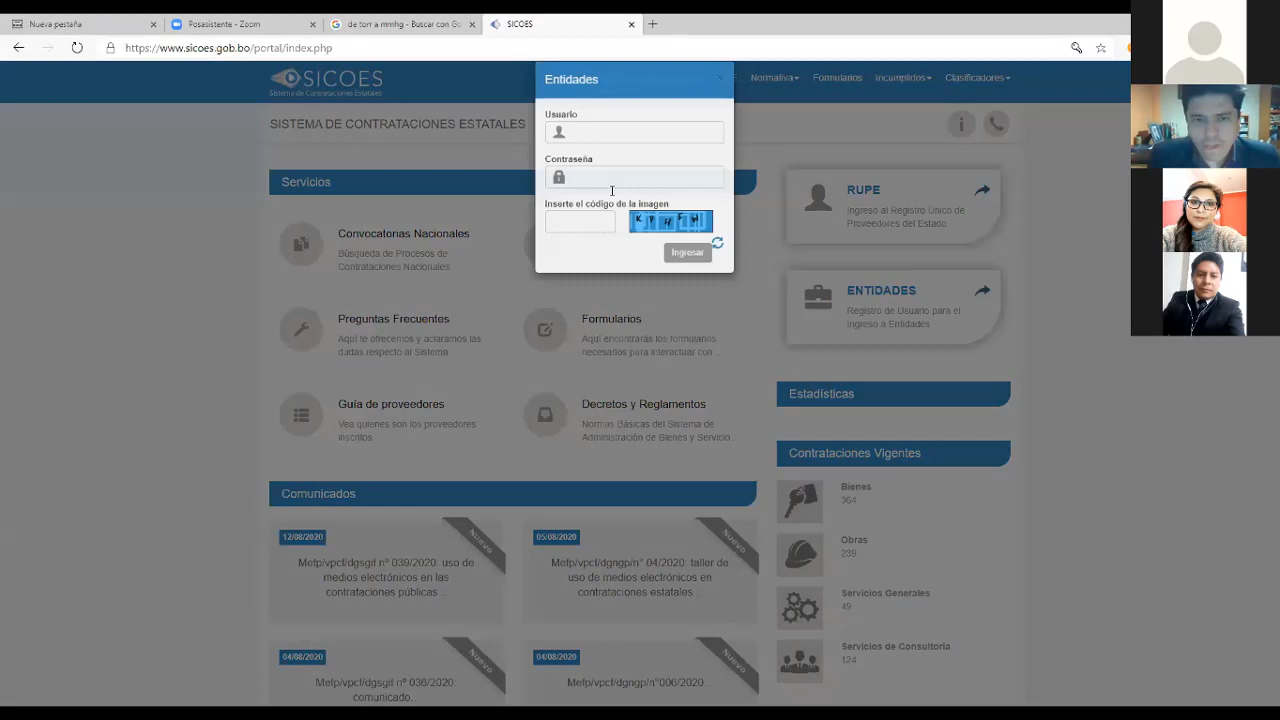 Nueva pestaña
Posasistente - Zoom
de torr a mmhg - Buscar con Go
SICOES
https://www.sicoes.gob.bo/portal/index.php
SICOES
Sistema de Contrataciones Estatales
Normativa
Formularios
Incumplidos
Clasificadores
SISTEMA DE CONTRATACIONES ESTATALES
Entidades
Usuario
Contraseña
Inserte el código de la imagen
Ingresar
Servicios
Convocatorias Nacionales
Búsqueda de Procesos de
Contrataciones Nacionales
Preguntas Frecuentes
Aquí te ofrecemos y aclaramos las
dadas respecto al Sistema
Formularios
Aquí encontrarás los formularios
necesarios para interactuar con ...
Guía de proveedores
Vea quienes son los proveedores
inscritos
Decretos y Reglamentos
Normas Básicas del Sistema de
Administración de Bienes y Servicio...
RUPE
Ingreso al Registro Único de
Proveedores del Estado
ENTIDADES
Registro de Usuario para el
Ingreso a Entidades
Estadísticas
Contrataciones Vigentes
Bienes
364
Obras
239
Servicios Generales
49
Servicios de Consultoría
124
Comunicados
12/08/2020
Nuevo
Mefp/vpcf/dgsgif nº 039/2020: uso de
medios electrónicos en las
contrataciones públicas...
05/08/2020
Nuevo
Mefp/vpcf/dgngp/n° 04/2020: taller de
uso de medios electrónicos en
contrataciones estatales...
04/08/2020
Nuevo
Mefp/vpcf/dgsgif nº 036/2020:
comunicado...
04/08/2020
Nuevo
Mefp/vpcf/dgngp/n°006/2020...